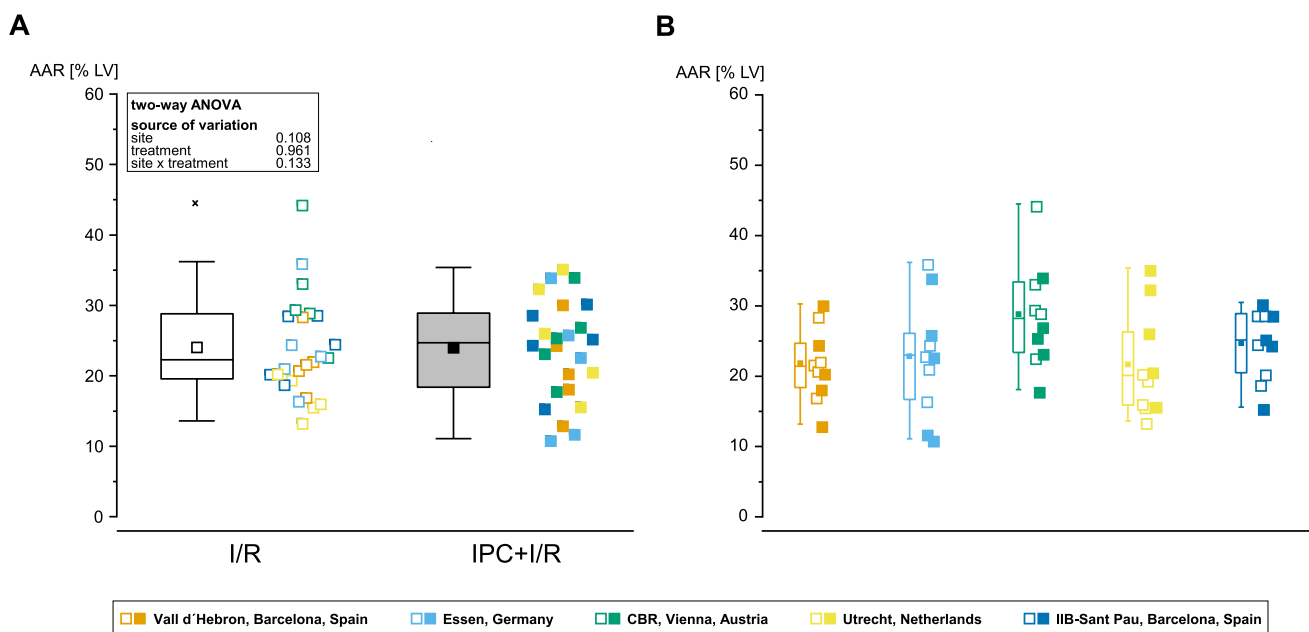 A
B
AAR [% LV]
AAR [% LV]
60
50
40
30
20
10
0
two-way ANOVA
source of variation
site 0.108
treatment 0.961
site x treatment 0.133
I/R
IPC+I/R
60
50
40
30
20
10
0
Vall d´Hebron, Barcelona, Spain
Essen, Germany
CBR, Vienna, Austria
Utrecht, Netherlands
IIB-Sant Pau, Barcelona, Spain